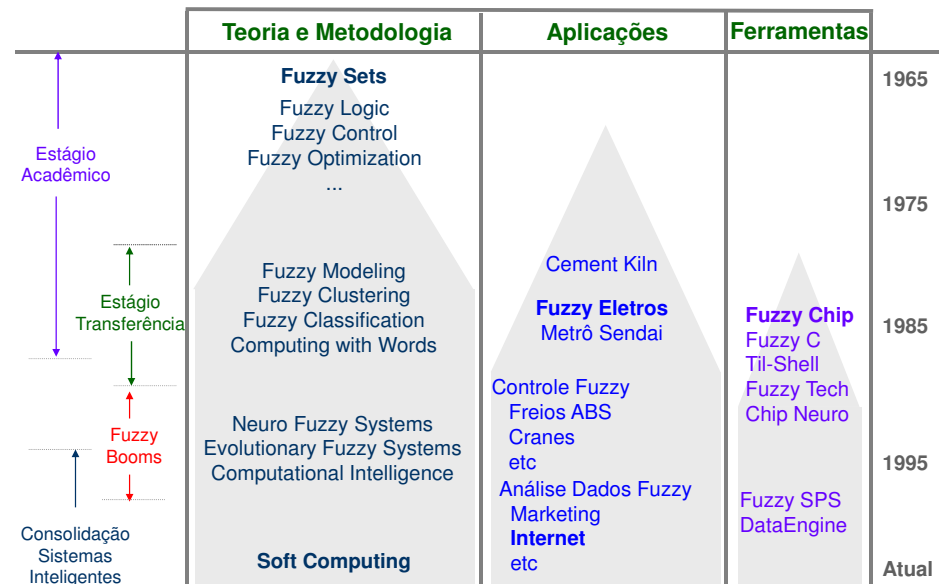 Teoria e Metodologia
Aplicações
Ferramentas
Estágio
Acadêmico
Estágio
Transferência
Fuzzy
Booms
Consolidação
Sistemas
Inteligentes
Fuzzy Sets
Fuzzy Logic
Fuzzy Control
Fuzzy Optimization
...
Fuzzy Modeling
Fuzzy Clustering
Fuzzy Classification
Computing with Words
Neuro Fuzzy Systems
Evolutionary Fuzzy Systems
Computational Intelligence
Soft Computing
Cement Kiln
Fuzzy Eletros
Metrô Sendai
Controle Fuzzy
Freios ABS
Cranes
etc
Análise Dados Fuzzy
Marketing
Internet
etc
Fuzzy Chip
Fuzzy C
Til-Shell
Fuzzy Tech
Chip Neuro
Fuzzy SPS
DataEngine
1965
1975
1985
1995
Atual